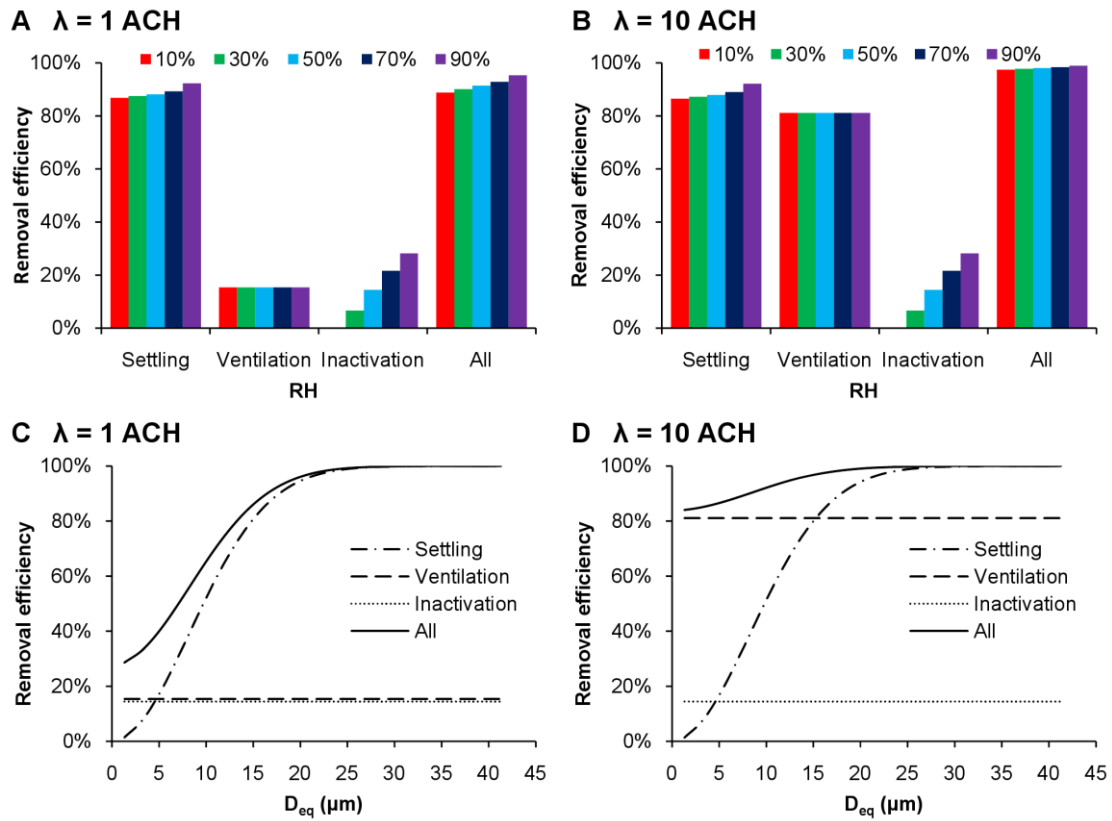 A λ = 1 ACH
10% 30% 50% 70% 90%
100%
80%
60%
40%
20%
0%
Removal efficiency
Settling Ventilation Inactivation All
RH
B λ = 10 ACH
10% 30% 50% 70% 90%
100%
80%
60%
40%
20%
0%
Removal efficiency
Settling Ventilation Inactivation All
RH
C λ = 1 ACH
100%
80%
60%
40%
20%
0%
Removal efficiency
Settling
Ventilation
Inactivation
All
0 5 10 15 20 25 30 35 40 45
Deq (µm)
D λ = 10 ACH
100%
80%
60%
40%
20%
0%
Removal efficiency
Settling
Ventilation
Inactivation
All
0 5 10 15 20 25 30 35 40 45
Deq (µm)